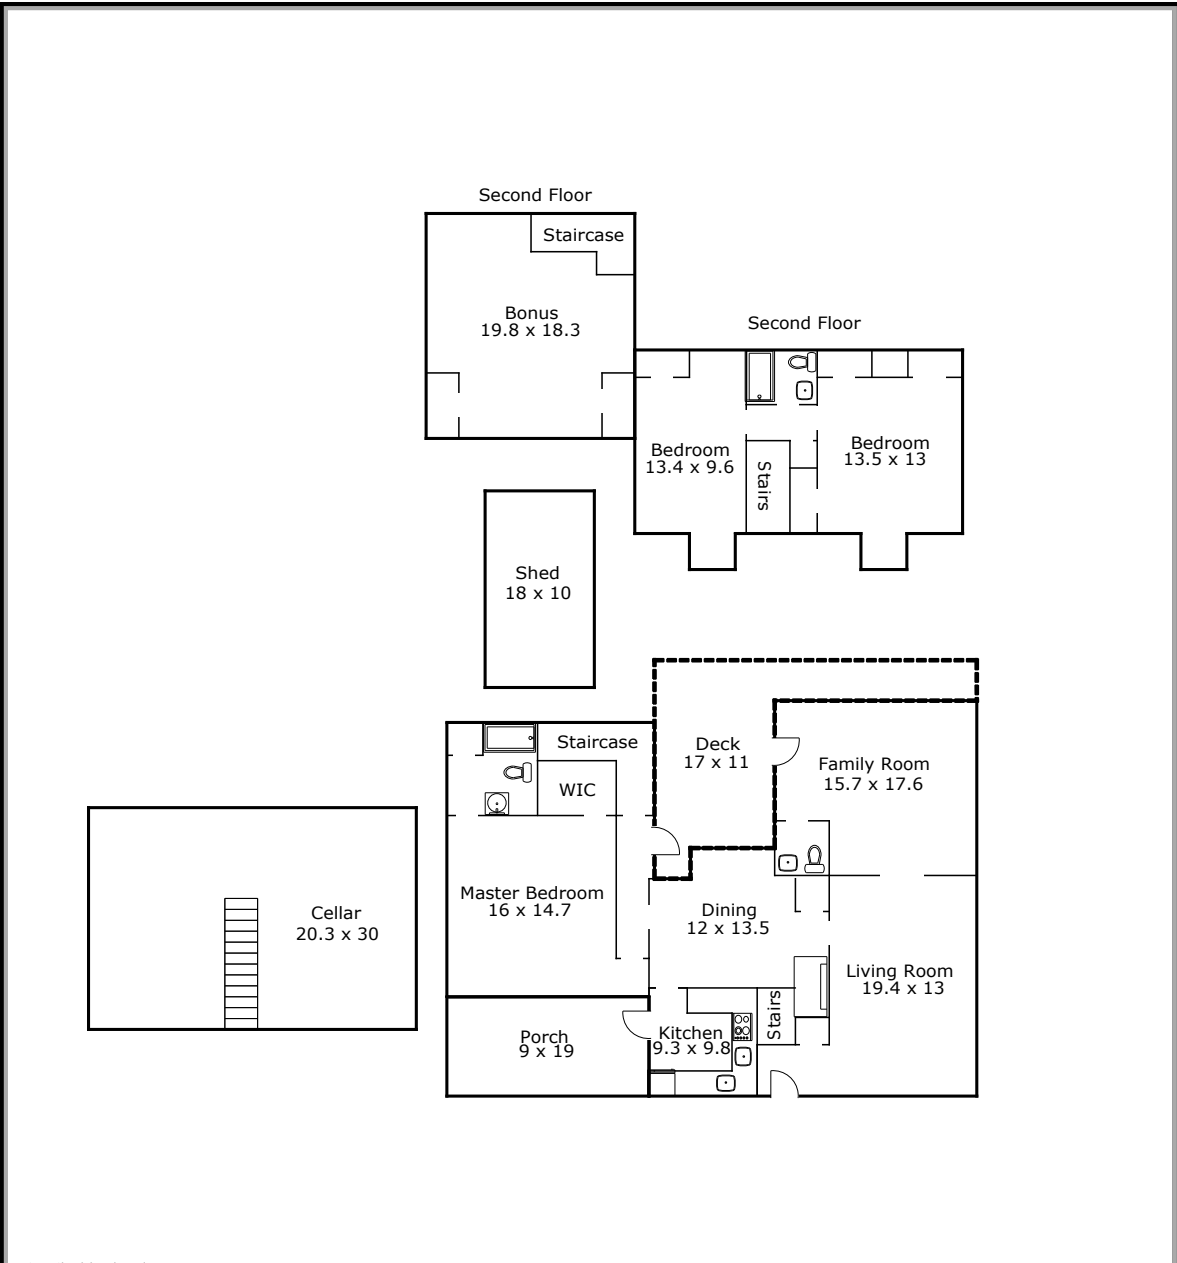 Second Floor
Staircase
Bonus
19.8 x 18.3
Second Floor
Bedroom
13.4 x 9.6
Stairs
Bedroom
13.5 x 13
Shed
18 x 10
Staircase
WIC
Deck
17 x 11
Family Room
15.7 x 17.6
Master Bedroom
16 x 14.7
Cellar
20.3 x 30
Dining
12 x 13.5
Living Room
19.4 x 13
Stairs
Kitchen
9.3 x 9.8
Porch
9 x 19